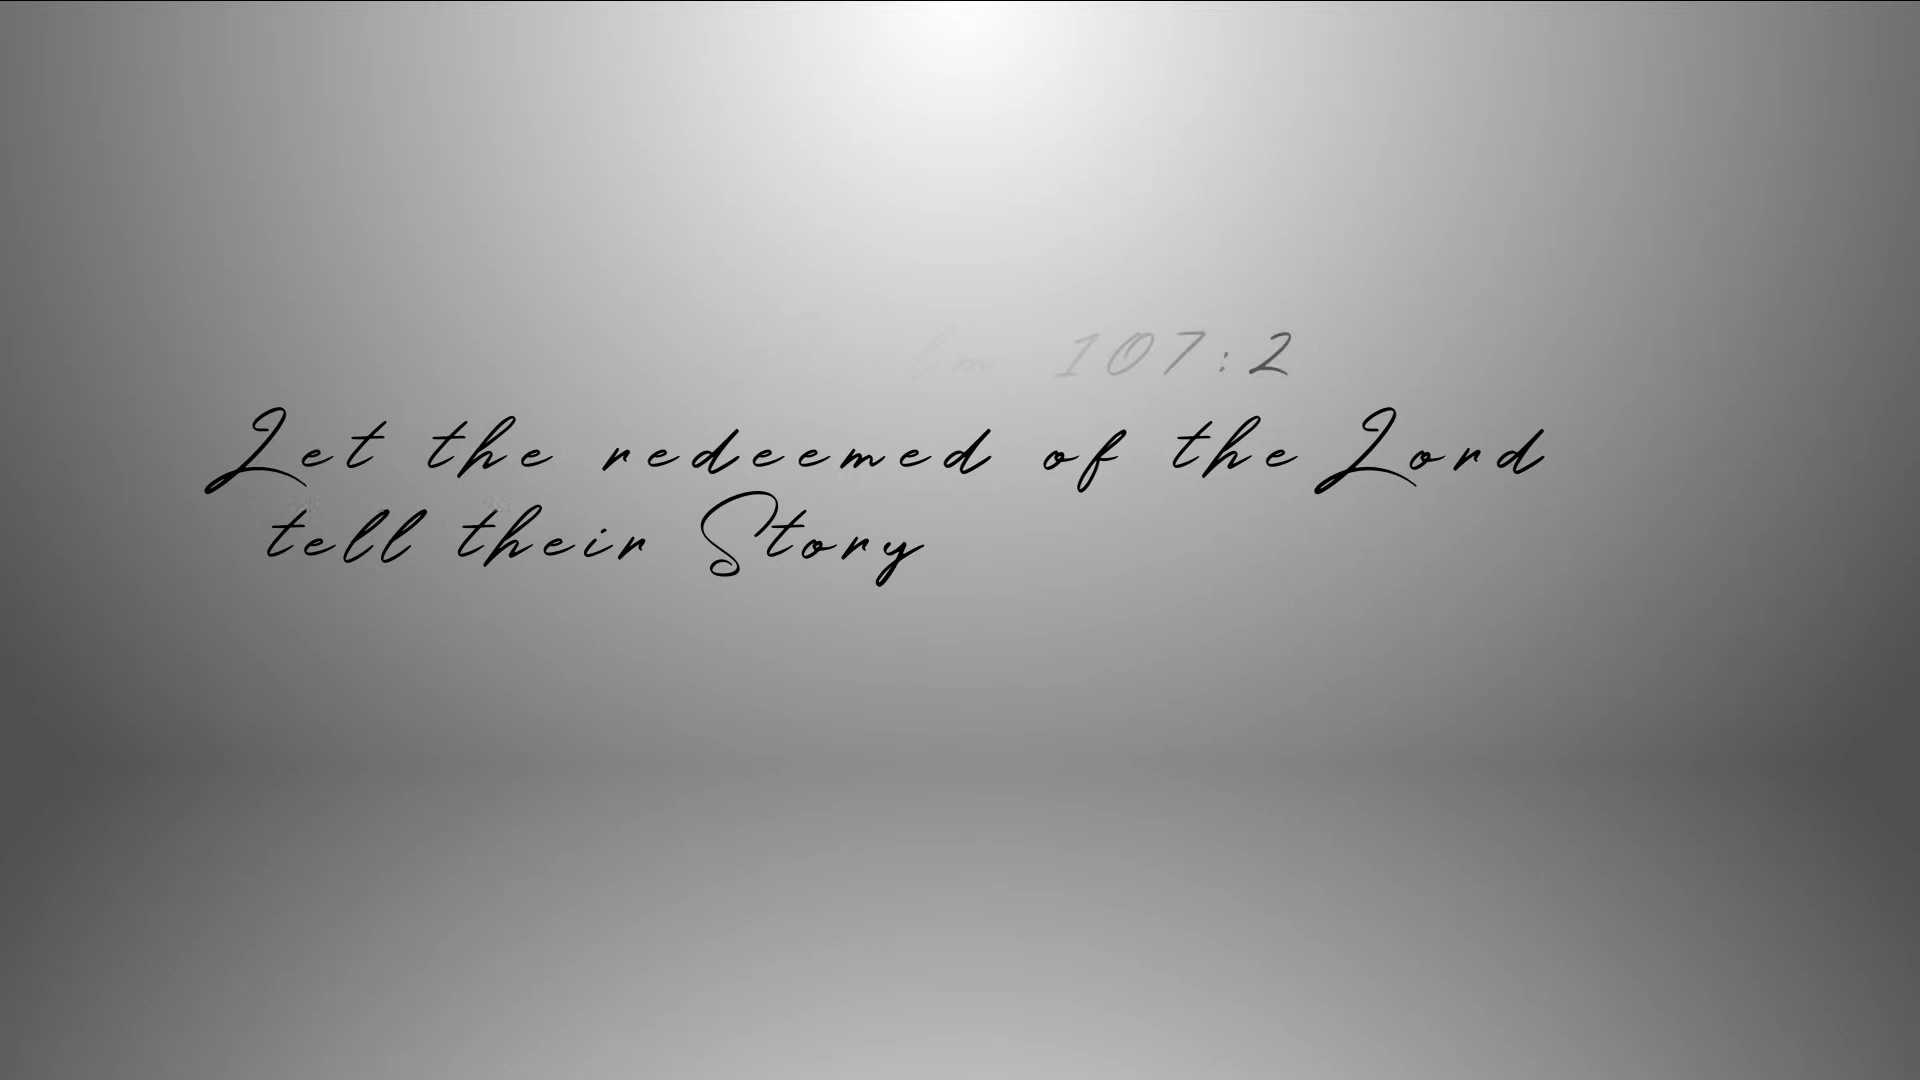 107:2
Let the redeemed of the Lord
tell their Story